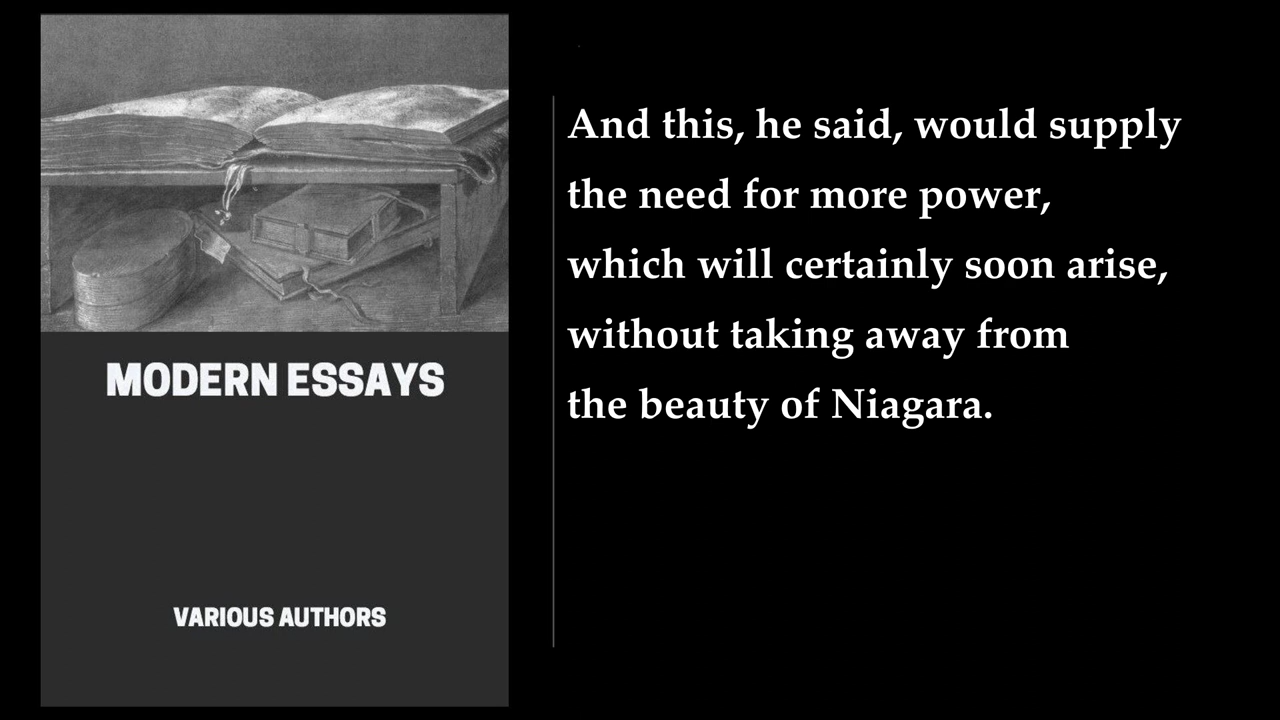 MODERN ESSAYS
VARIOUS AUTHORS
And this, he said, would supply
the need for more power,
which will certainly soon arise,
without taking away from
the beauty of Niagara.